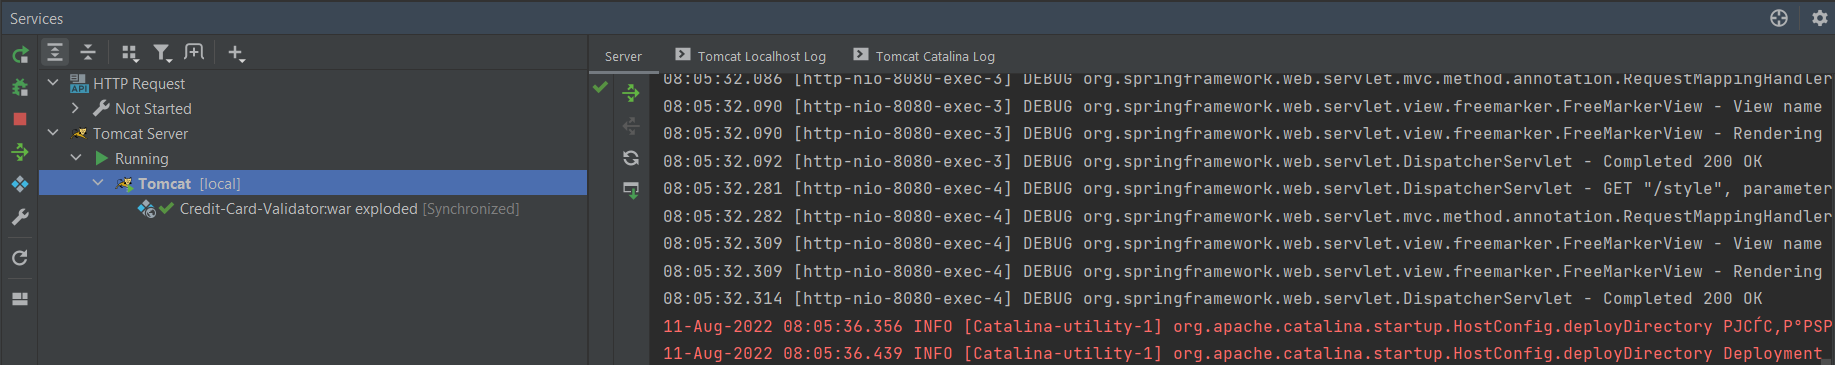 Services
HTTP Request
Not Started
Tomcat Server
Running
Tomcat [local]
Credit-Card-Validator:war exploded [Synchronized]
Server
Tomcat Localhost Log
Tomcat Catalina Log
08:05:32.086 [http-nio-8080-exec-3] DEBUG org.springframework.web.servlet.mvc.method.annotation.RequestMappingHandler
08:05:32.090 [http-nio-8080-exec-3] DEBUG org.springframework.web.servlet.view.freemarker.FreeMarkerView - View name
08:05:32.090 [http-nio-8080-exec-3] DEBUG org.springframework.web.servlet.view.freemarker.FreeMarkerView - Rendering
08:05:32.092 [http-nio-8080-exec-3] DEBUG org.springframework.web.servlet.DispatcherServlet - Completed 200 OK
08:05:32.281 [http-nio-8080-exec-4] DEBUG org.springframework.web.servlet.DispatcherServlet - GET "/style", parameter
08:05:32.282 [http-nio-8080-exec-4] DEBUG org.springframework.web.servlet.mvc.method.annotation.RequestMappingHandler
08:05:32.309 [http-nio-8080-exec-4] DEBUG org.springframework.web.servlet.view.freemarker.FreeMarkerView - View name
08:05:32.309 [http-nio-8080-exec-4] DEBUG org.springframework.web.servlet.view.freemarker.FreeMarkerView - Rendering
08:05:32.314 [http-nio-8080-exec-4] DEBUG org.springframework.web.servlet.DispatcherServlet - Completed 200 OK
11-Aug-2022 08:05:36.356 INFO [Catalina-utility-1] org.apache.catalina.startup.HostConfig.deployDirectory
11-Aug-2022 08:05:36.439 INFO [Catalina-utility-1] org.apache.catalina.startup.HostConfig.deployDirectory Deployment